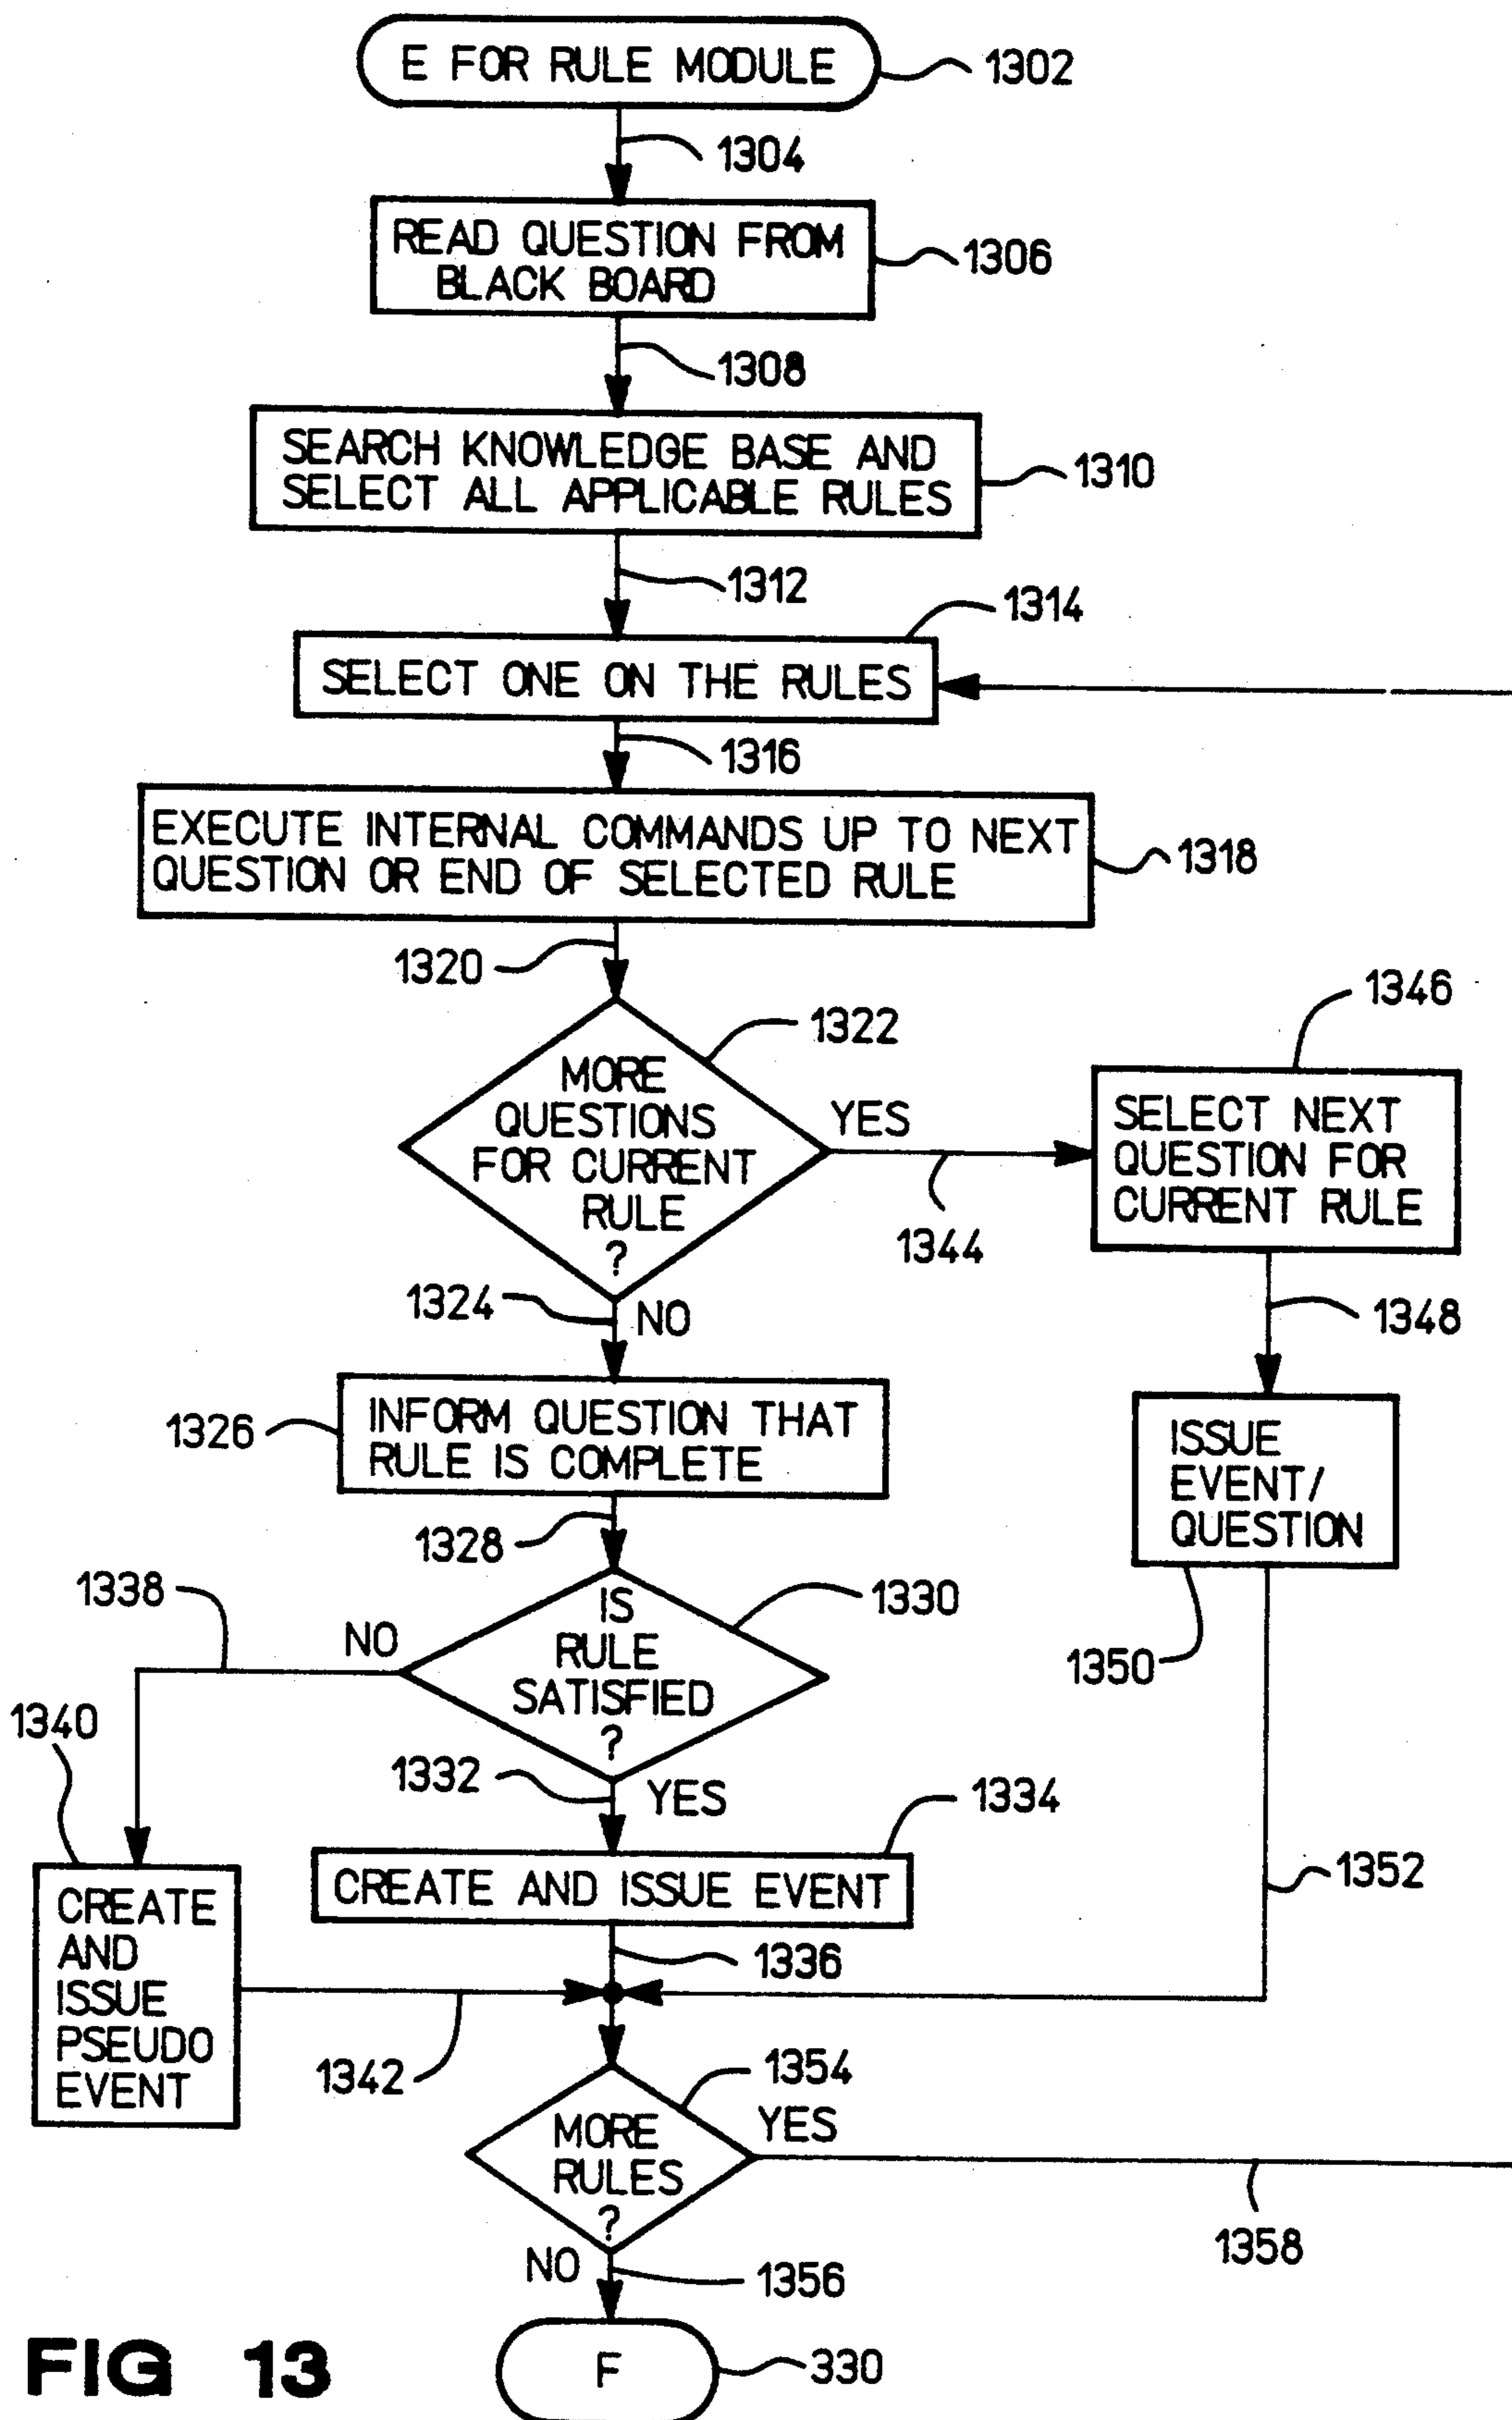 E FOR RULE MODULE
1302
1304
READ QUESTION FROM
BLACK BOARD
1306
1308
SEARCH KNOWLEDGE BASE AND
SELECT ALL APPLICABLE RULES
1310
1312
1314
SELECT ONE ON THE RULES
1316
EXECUTE INTERNAL COMMANDS UP TO NEXT
QUESTION OR END OF SELECTED RULE
1318
1320
1322
MORE
QUESTIONS
FOR CURRENT
RULE
?
YES
1344
1346
SELECT NEXT
QUESTION FOR
CURRENT RULE
1348
1324
NO
1326
INFORM QUESTION THAT
RULE IS COMPLETE
ISSUE
EVENT/
QUESTION
1350
1328
1330
IS
RULE
SATISFIED
?
NO
1338
1340
1332
YES
1334
CREATE AND ISSUE EVENT
1352
CREATE
AND
ISSUE
PSEUDO
EVENT
1336
1342
1354
MORE
RULES
?
YES
1358
NO
1356
F
330
FIG 13